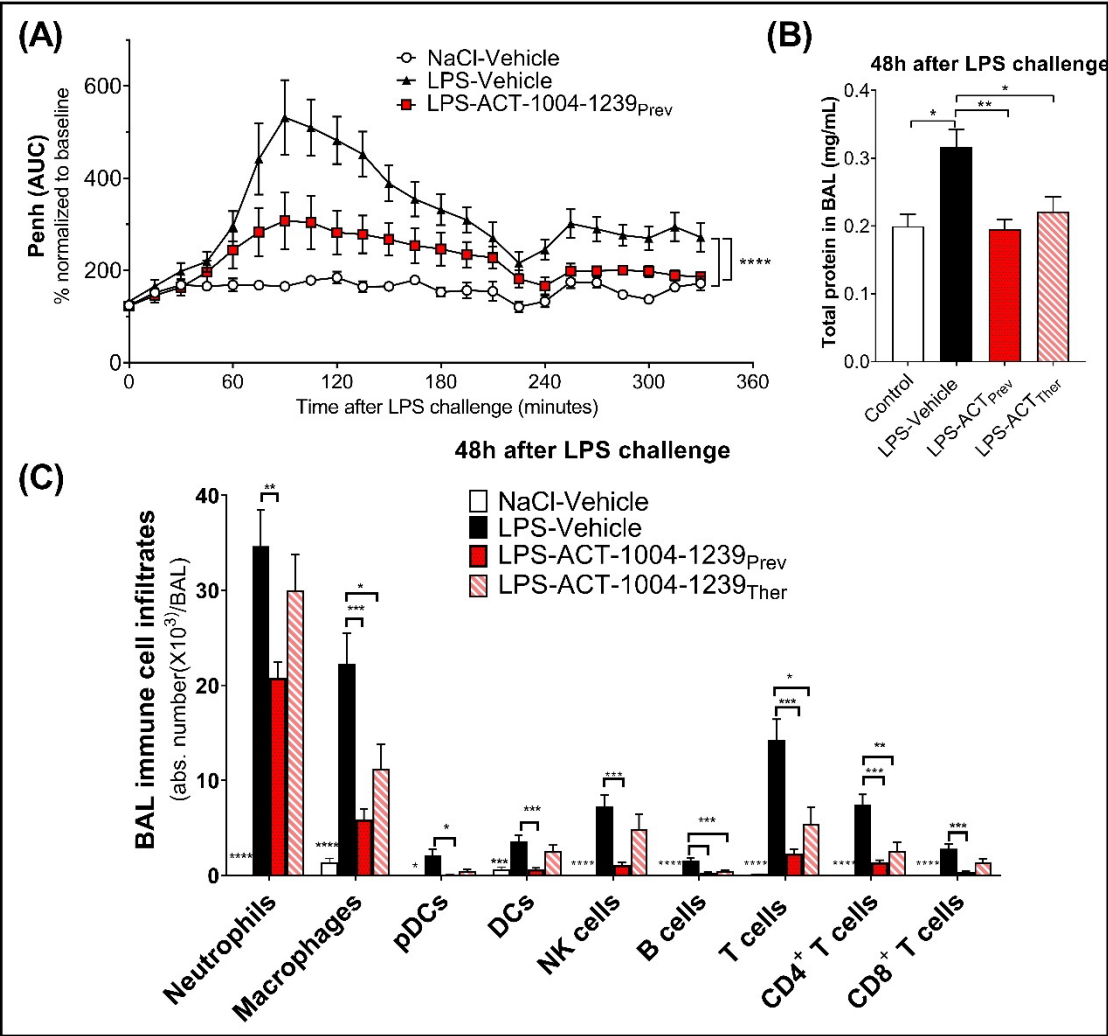 (A)
NaCl-Vehicle
LPS-Vehicle
LPS-ACT-1004-1239Prev
Penh (AUC)
% normalized to baseline
600
400
200
0
0
60
120
180
240
300
360
Time after LPS challenge (minutes)
****
(B)
48h after LPS challenge
*
**
*
Total protein in BAL (mg/mL)
0.4
0.3
0.2
0.1
0.0
Control
LPS-Vehicle
LPS-ACTPrev
LPS-ACTTher
48h after LPS challenge
(C)
NaCl-Vehicle
LPS-Vehicle
LPS-ACT-1004-1239Prev
LPS-ACT-1004-1239Ther
BAL immune cell infiltrates
(abs. number(X10³)/BAL)
40
30
20
10
0
****
**
****
***
*
*
*
***
***
****
***
****
***
****
***
*
****
***
**
****
***
Neutrophils
Macrophages
pDCs
DCs
NK cells
B cells
T cells
CD4⁺ T cells
CD8⁺ T cells